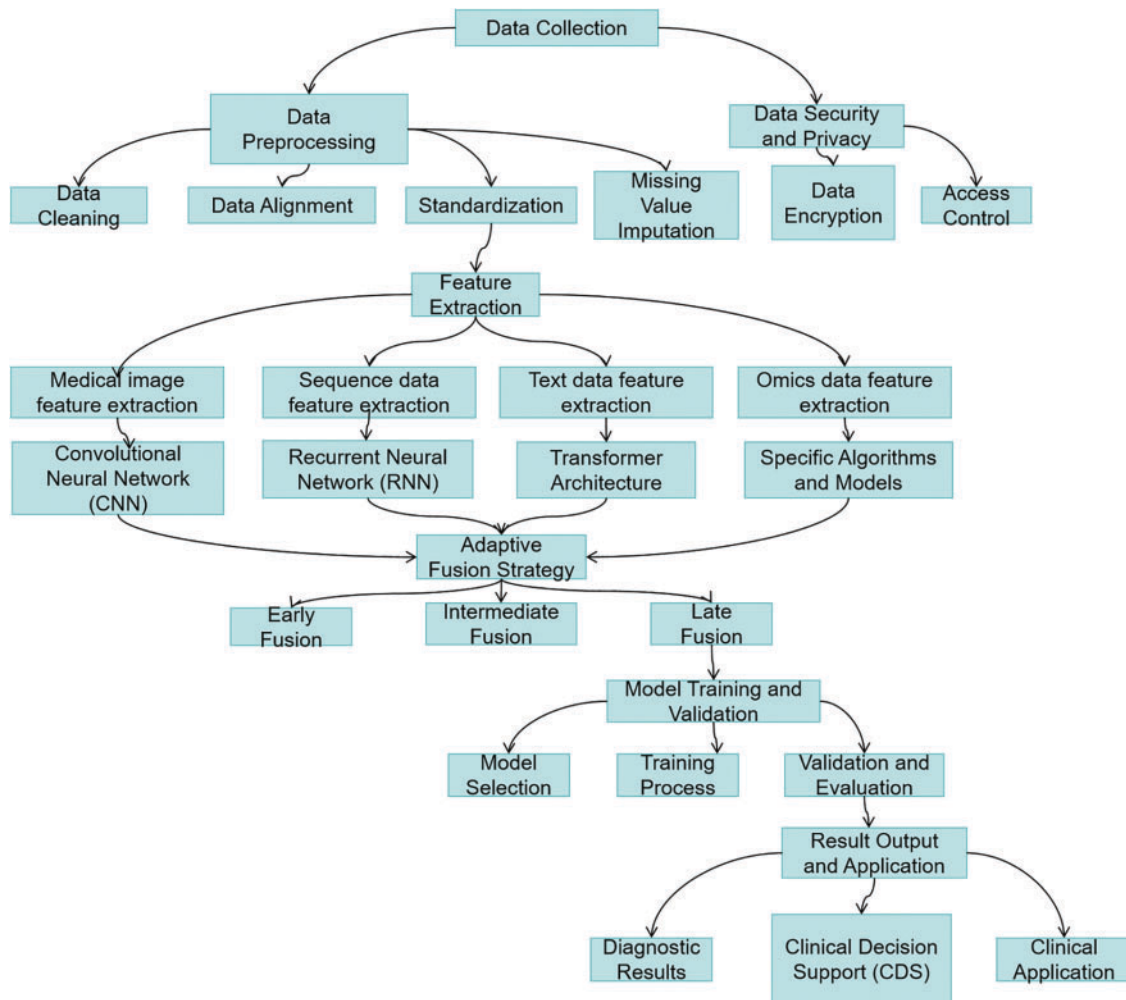 Data Collection
Data
Preprocessing
Data Security
and Privacy
Data
Cleaning
Data Alignment
Standardization
Missing
Value
Imputation
Data
Encryption
Access
Control
Feature
Extraction
Medical image
feature extraction
Sequence data
feature extraction
Text data feature
extraction
Omics data feature
extraction
Convolutional
Neural Network
(CNN)
Recurrent Neural
Network (RNN)
Transformer
Architecture
Specific Algorithms
and Models
Adaptive
Fusion Strategy
Early
Fusion
Intermediate
Fusion
Late
Fusion
Model Training and
Validation
Model
Selection
Training
Process
Validation and
Evaluation
Result Output
and Application
Diagnostic
Results
Clinical Decision
Support (CDS)
Clinical
Application